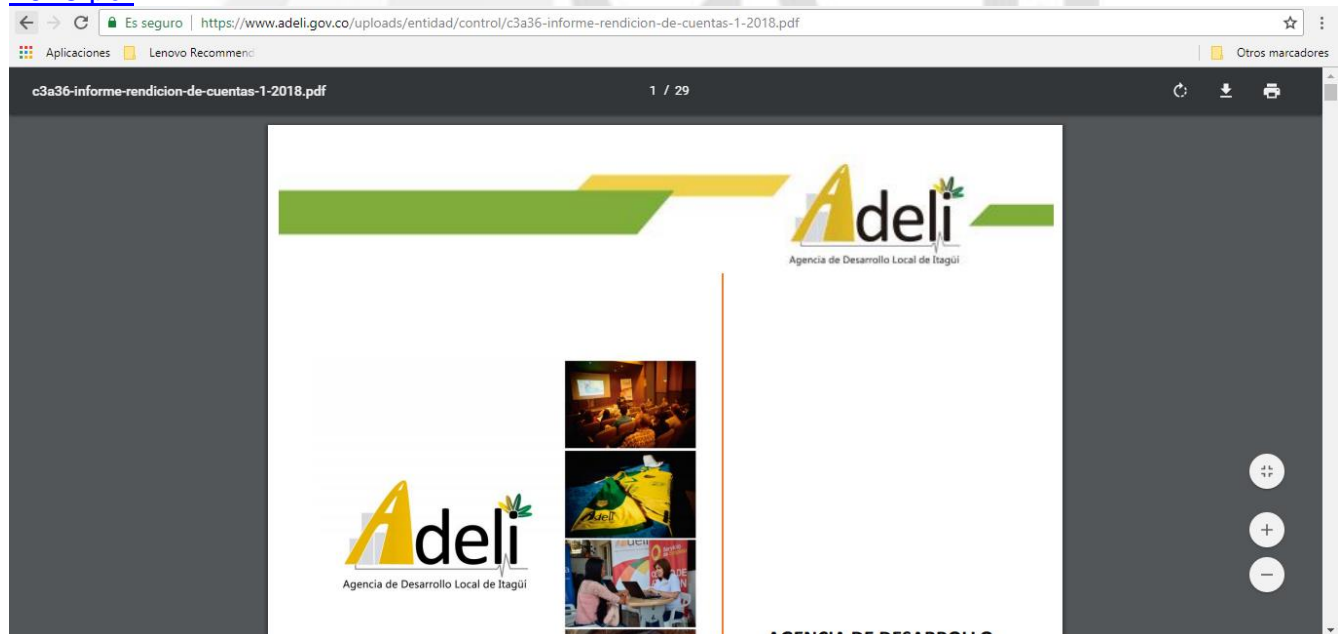 Es seguro | https://www.adeli.gov.co/uploads/entidad/control/c3a36-informe-rendicion-de-cuentas-1-2018.pdf
Aplicaciones Lenovo Recommend Otros marcadores
c3a36-informe-rendicion-de-cuentas-1-2018.pdf 1 / 29
Adeli
Agencia de Desarrollo Local de Itagüí
Adeli
Agencia de Desarrollo Local de Itagüí
Adeli